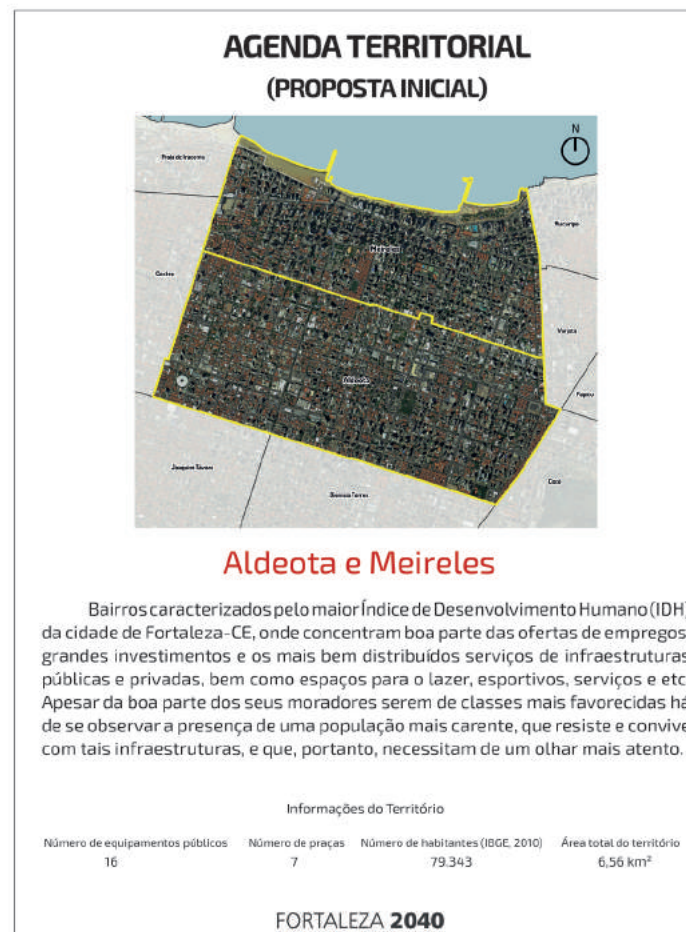 AGENDA TERRITORIAL
(PROPOSTA INICIAL)
N
Praia de Iracema
Meireles
Mucuripe
Centro
Varjota
Aldeota
Papicu
Joaquim Távora
Dionísio Torres
Cocó
Aldeota e Meireles
Bairros caracterizados pelo maior Índice de Desenvolvimento Humano (IDH)
da cidade de Fortaleza-CE, onde concentram boa parte das ofertas de empregos
grandes investimentos e os mais bem distribuídos serviços de infraestruturas
públicas e privadas, bem como espaços para o lazer, esportivos, serviços e etc
Apesar da boa parte dos seus moradores serem de classes mais favorecidas há
de se observar a presença de uma população mais carente, que resiste e convive
com tais infraestruturas, e que, portanto, necessitam de um olhar mais atento.
Informações do Território
Número de equipamentos públicos Número de praças Número de habitantes (IBGE, 2010) Área total do território
16 7 79.343 6,56 km²
FORTALEZA 2040